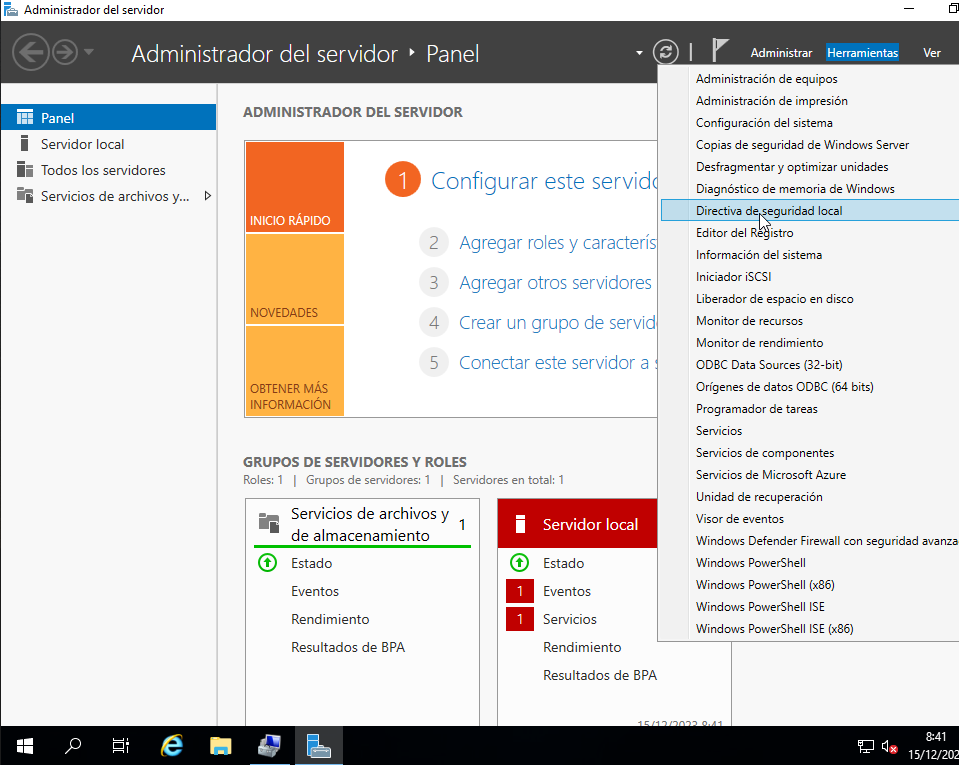 Administrador del servidor
Administrador del servidor
Panel
Administrar
Herramientas
Ver
Panel
Servidor local
Todos los servidores
Servicios de archivos y...
ADMINISTRADOR DEL SERVIDOR
INICIO RÁPIDO
NOVEDADES
OBTENER MÁS
INFORMACIÓN
1 Configurar este servido
2 Agregar roles y caracterís
3 Agregar otros servidores
4 Crear un grupo de servid
5 Conectar este servidor a s
GRUPOS DE SERVIDORES Y ROLES
Roles: 1 | Grupos de servidores: 1 | Servidores en total: 1
Servicios de archivos y
de almacenamiento
1
Estado
Eventos
Rendimiento
Resultados de BPA
Servidor local
Estado
1 Eventos
1 Servicios
Rendimiento
Resultados de BPA
15/12/2023 8:41
Administración de equipos
Administración de impresión
Configuración del sistema
Copias de seguridad de Windows Server
Desfragmentar y optimizar unidades
Diagnóstico de memoria de Windows
Directiva de seguridad local
Editor del Registro
Información del sistema
Iniciador iSCSI
Liberador de espacio en disco
Monitor de recursos
Monitor de rendimiento
ODBC Data Sources (32-bit)
Orígenes de datos ODBC (64 bits)
Programador de tareas
Servicios
Servicios de componentes
Servicios de Microsoft Azure
Unidad de recuperación
Visor de eventos
Windows Defender Firewall con seguridad avanza
Windows PowerShell
Windows PowerShell (x86)
Windows PowerShell ISE
Windows PowerShell ISE (x86)
8:41
15/12/202